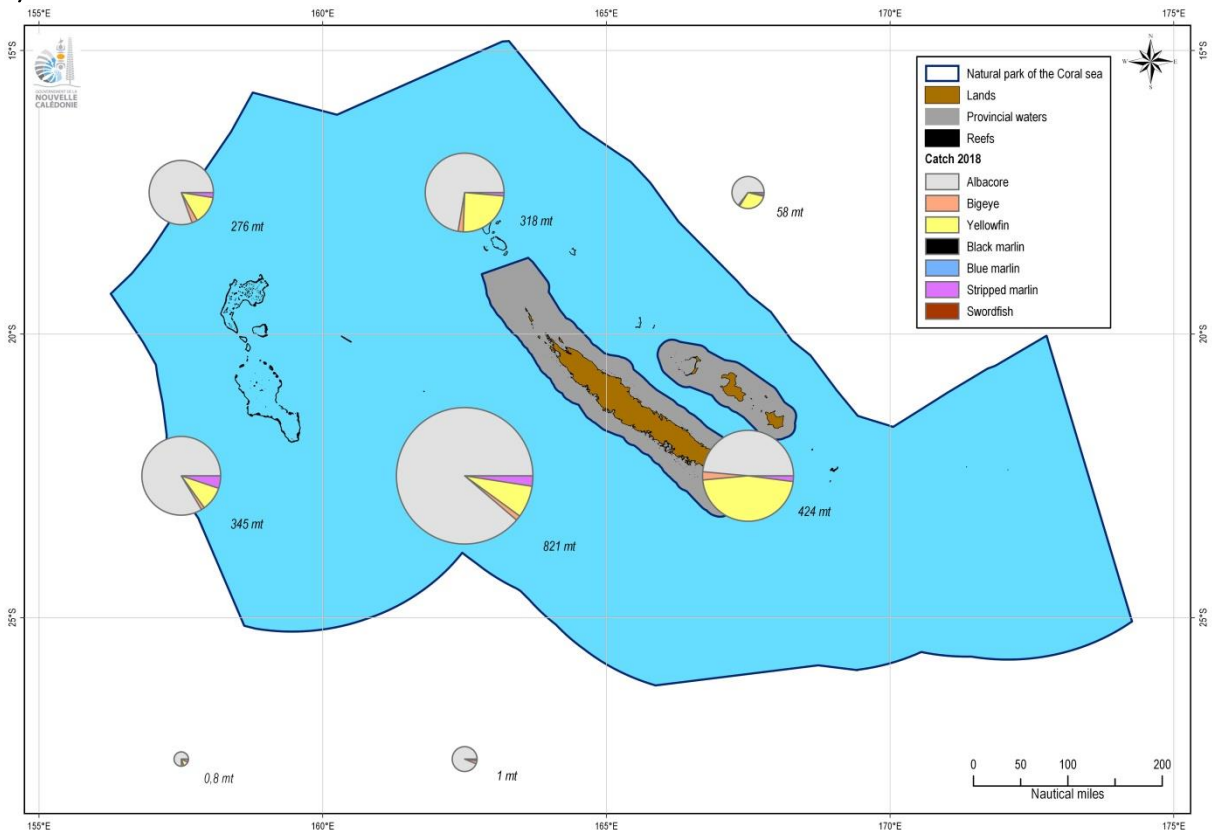 155°E
160°E
165°E
170°E
175°E
15°S
15°S
GOUVERNEMENT DE LA
NOUVELLE
CALÉDONIE
N
W
E
S
Natural park of the Coral sea
Lands
Provincial waters
Reefs
Catch 2018
Albacore
Bigeye
Yellowfin
Black marlin
Blue marlin
Stripped marlin
Swordfish
276 mt
318 mt
58 mt
20°S
20°S
345 mt
821 mt
424 mt
25°S
25°S
0,8 mt
1 mt
0 50 100 200
Nautical miles
155°E
160°E
165°E
170°E
175°E